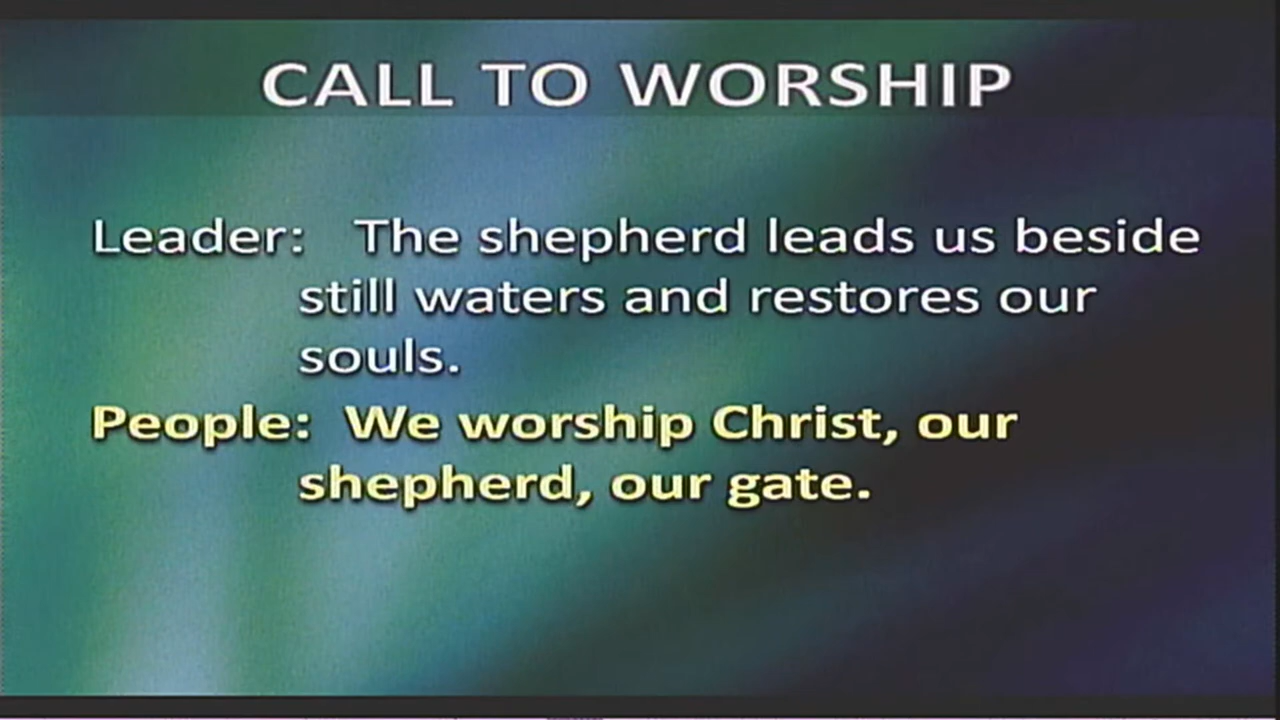 CALL TO WORSHIP
Leader: The shepherd leads us beside
still waters and restores our
souls.
People: We worship Christ, our
shepherd, our gate.